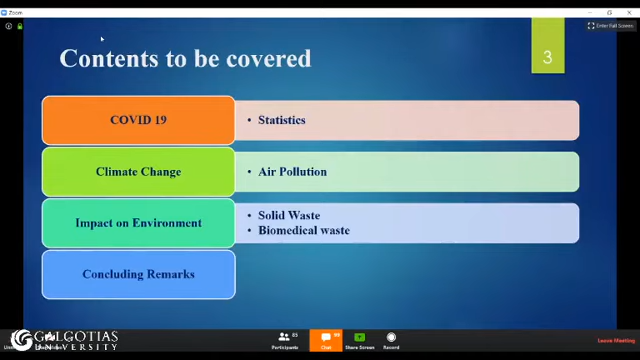 Zoom
Enter Full Screen
3
Contents to be covered
COVID 19
• Statistics
Climate Change
• Air Pollution
Impact on Environment
• Solid Waste
• Biomedical waste
Concluding Remarks
GALGOTIAS
UNIVERSITY
Participants
Chat
Share Screen
Record
Leave Meeting